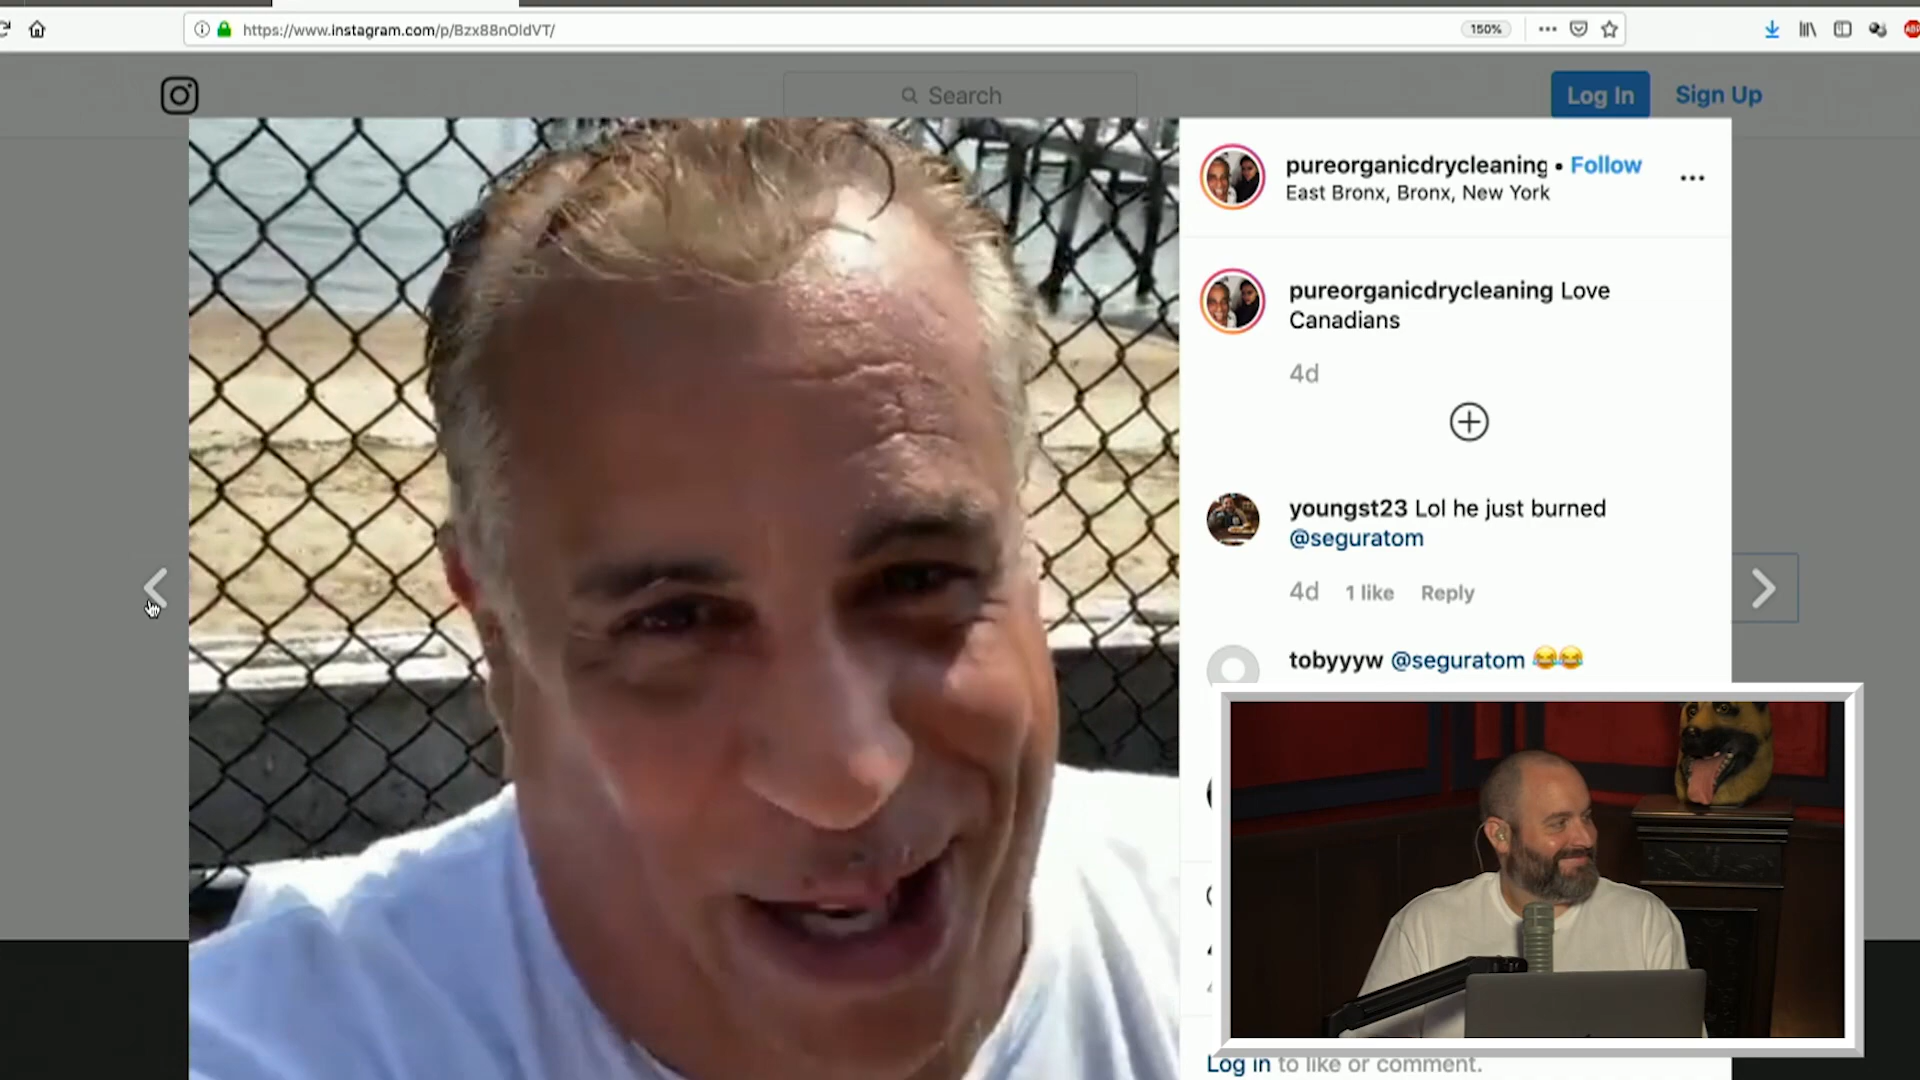 https://www.instagram.com/p/Bzx88nOldVT/
150%
Search
Log In
Sign Up
pureorganicdrycleaning • Follow
East Bronx, Bronx, New York
pureorganicdrycleaning Love
Canadians
4d
youngst23 Lol he just burned
@seguratom
4d 1 like Reply
tobyyyw @seguratom 😂😂
Log in to like or comment.